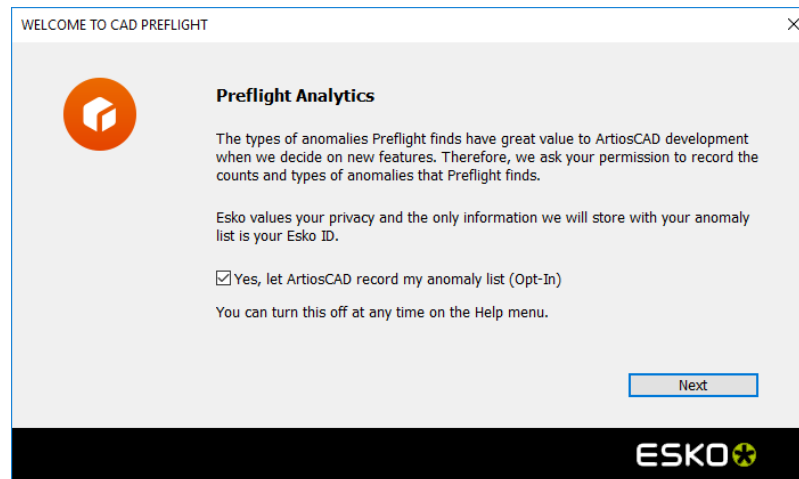 WELCOME TO CAD PREFLIGHT
Preflight Analytics
The types of anomalies Preflight finds have great value to ArtiosCAD development
when we decide on new features. Therefore, we ask your permission to record the
counts and types of anomalies that Preflight finds.
Esko values your privacy and the only information we will store with your anomaly
list is your Esko ID.
Yes, let ArtiosCAD record my anomaly list (Opt-In)
You can turn this off at any time on the Help menu.
Next
ESKO